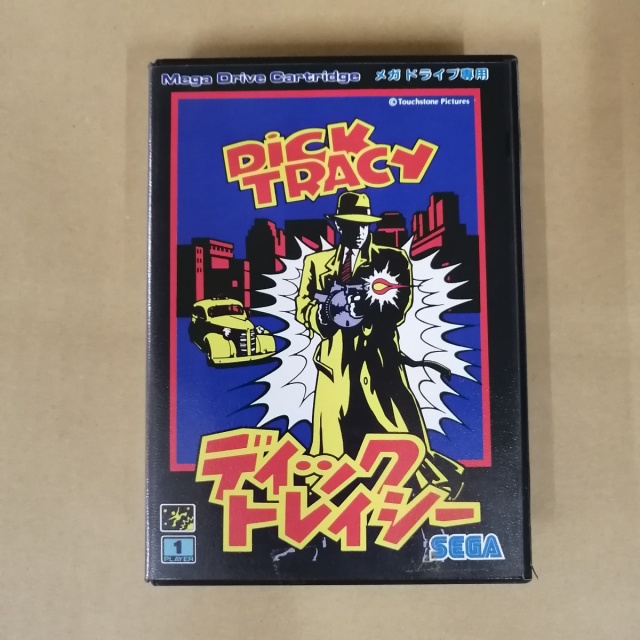 Mega Drive Cartridge メガドライブ専用
© Touchstone Pictures
DICK
TRACY
ディック
トレイシー
1
PLAYER
SEGA